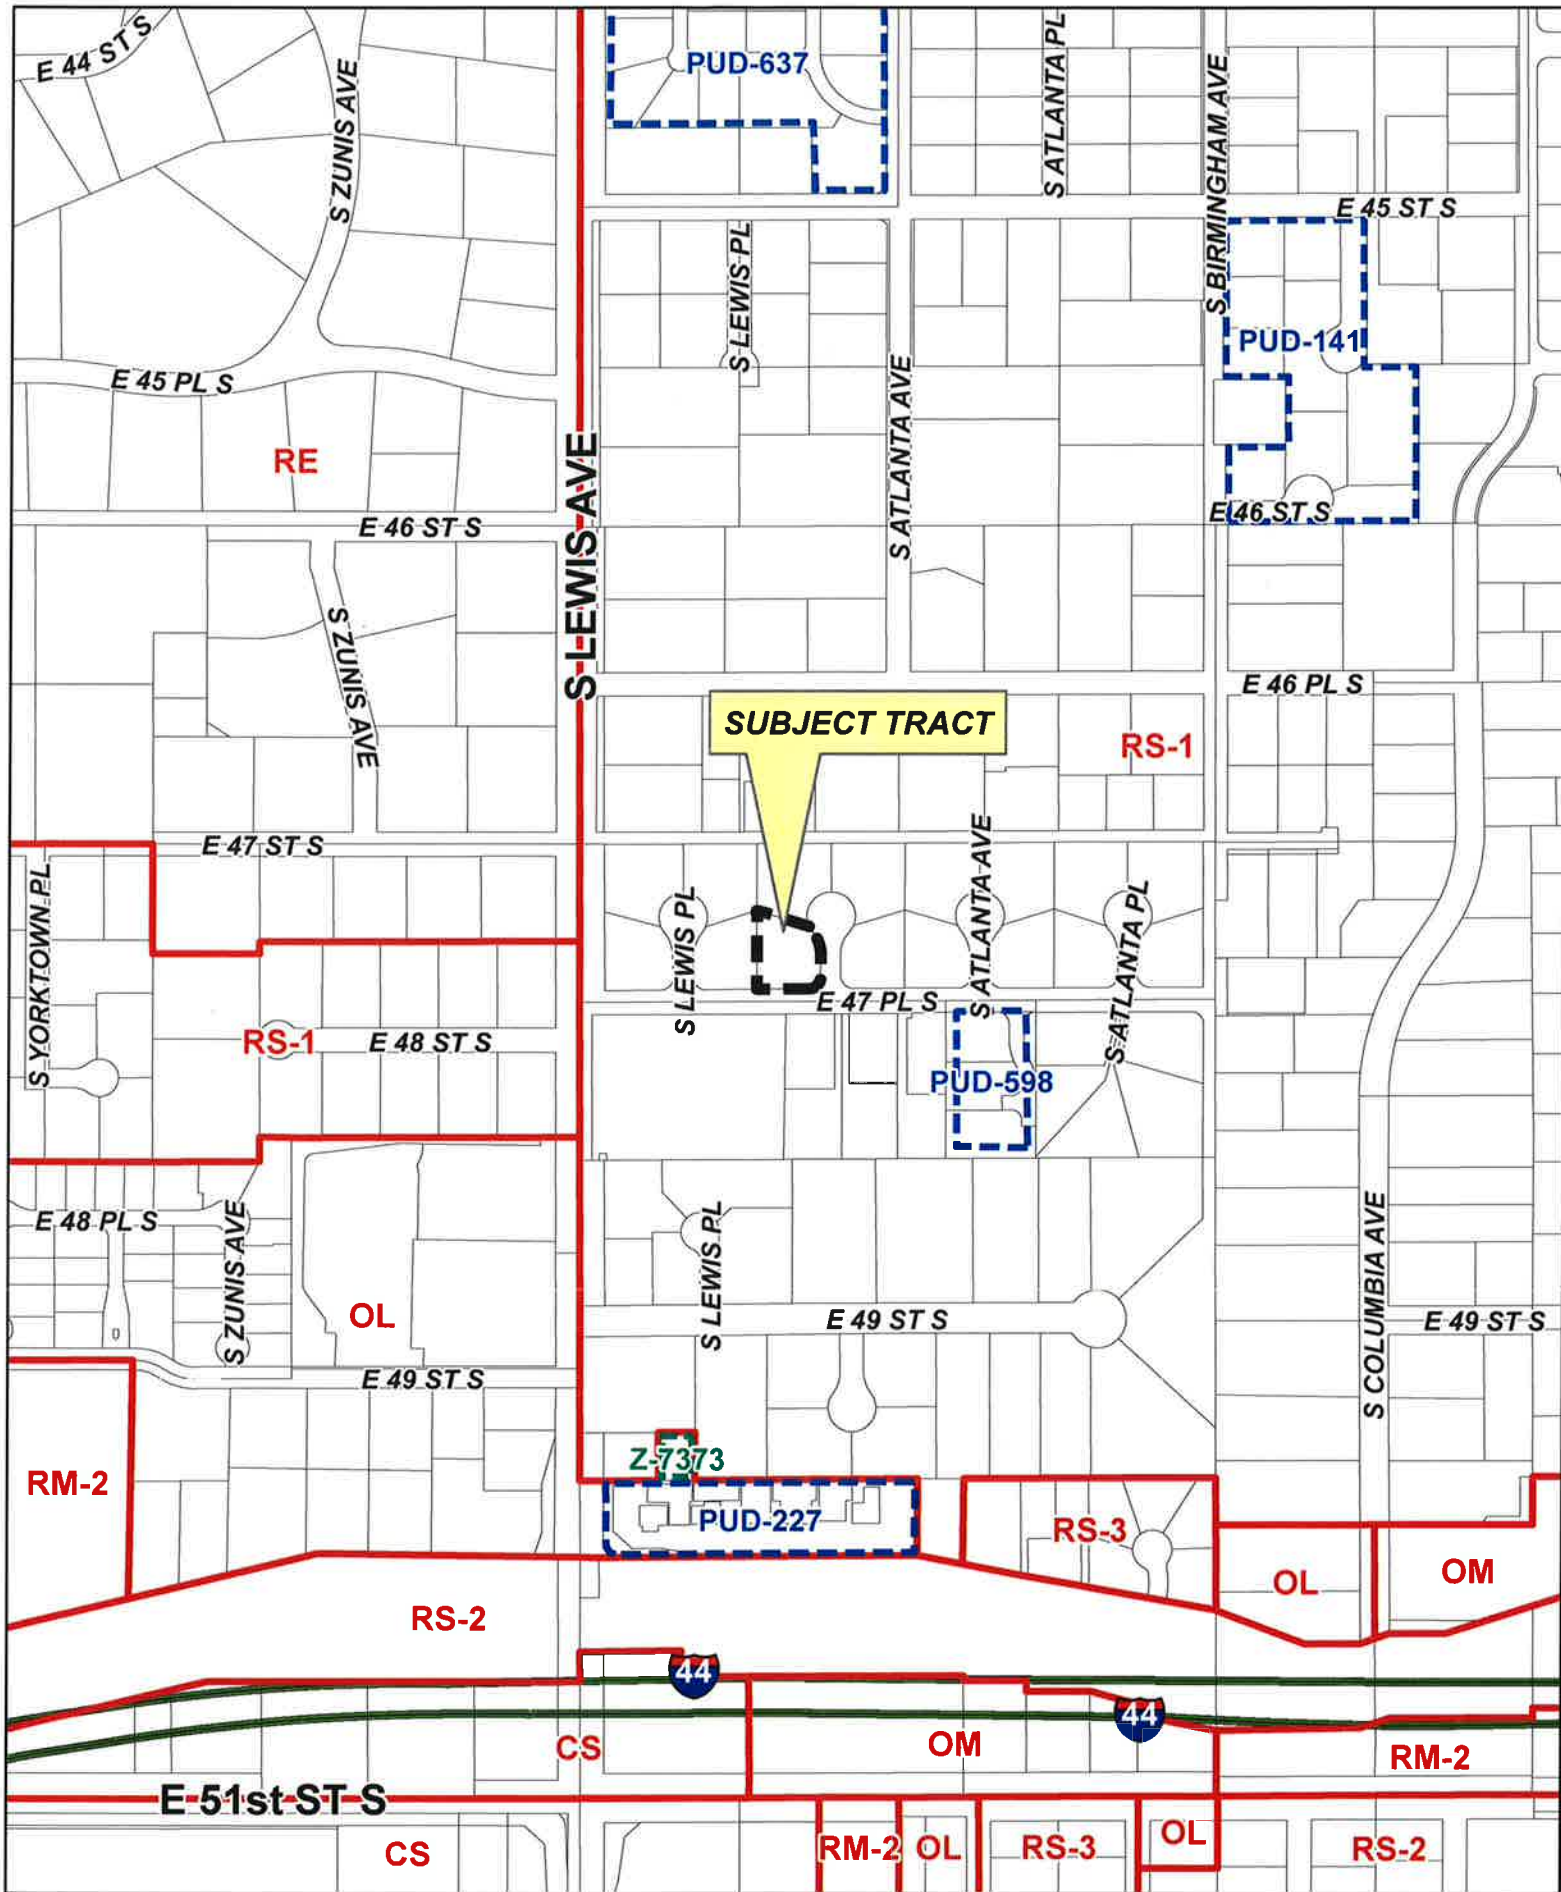 E 44 ST S
S ZUNIS AVE
PUD-637
S ATLANTA PL
S BIRMINGHAM AVE
E 45 ST S
S LEWIS PL
PUD-141
E 45 PL S
S ATLANTA AVE
RE
S LEWIS AVE
E 46 ST S
E 46 ST S
S ZUNIS AVE
E 46 PL S
SUBJECT TRACT
RS-1
E 47 ST S
S YORKTOWN PL
S LEWIS PL
S ATLANTA AVE
S ATLANTA PL
E 47 PL S
RS-1
E 48 ST S
PUD-598
E 48 PL S
S ZUNIS AVE
S LEWIS PL
S COLUMBIA AVE
OL
E 49 ST S
E 49 ST S
E 49 ST S
RM-2
Z-7373
PUD-227
RS-3
OL
OM
RS-2
44
44
CS
OM
RM-2
E 51st ST S
CS
RM-2
OL
RS-3
OL
RS-2